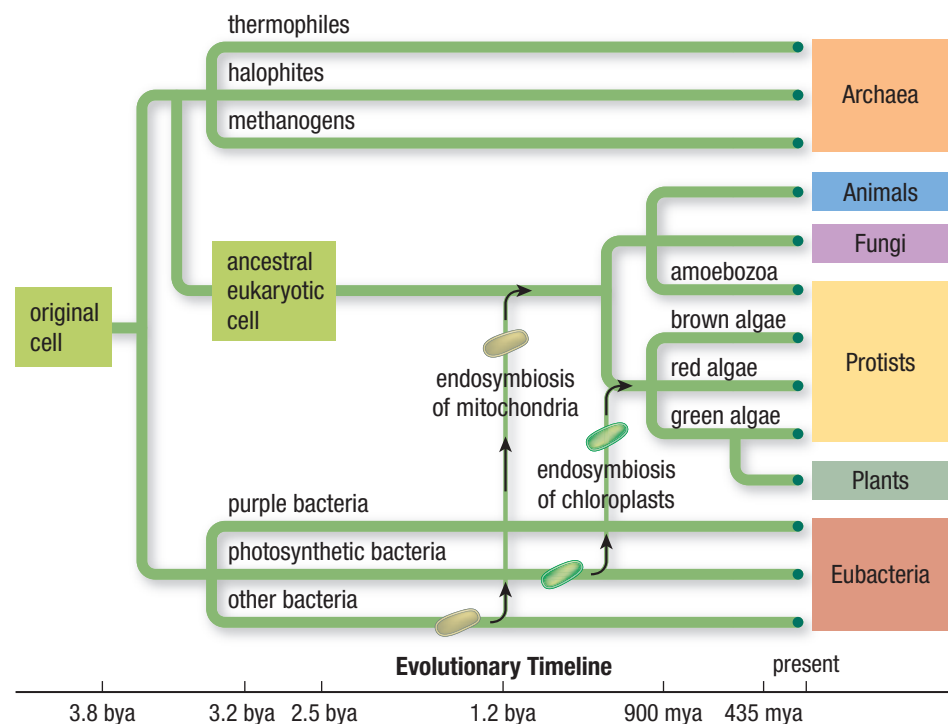 thermophiles
halophites
methanogens
Archaea
Animals
Fungi
amoebozoa
brown algae
red algae
green algae
Protists
Plants
original
cell
ancestral
eukaryotic
cell
endosymbiosis
of mitochondria
endosymbiosis
of chloroplasts
purple bacteria
photosynthetic bacteria
other bacteria
Eubacteria
Evolutionary Timeline
present
3.8 bya
3.2 bya
2.5 bya
1.2 bya
900 mya
435 mya